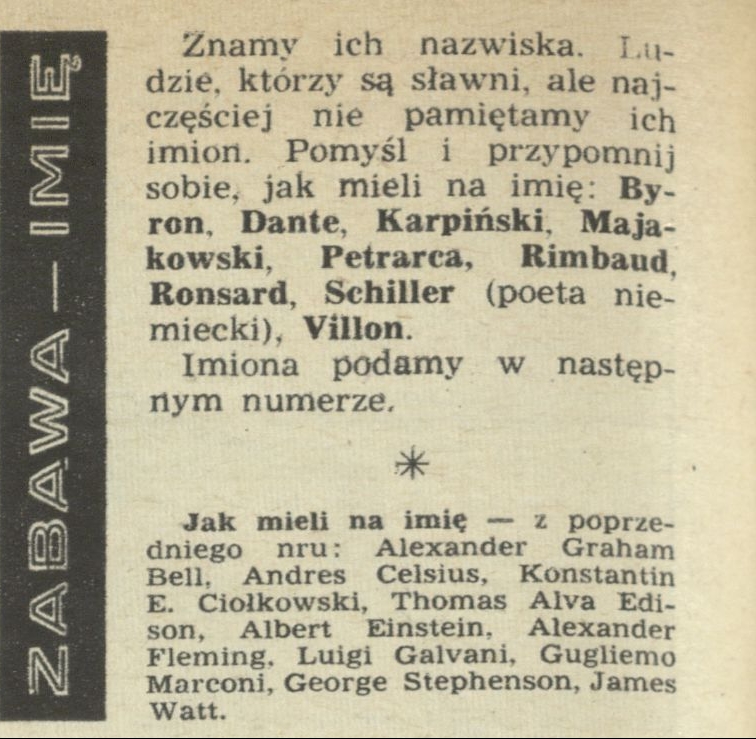 ZABAWA — IMIĘ
Znamy ich nazwiska. Lu-
dzie, którzy są sławni, ale naj-
częściej nie pamiętamy ich
imion. Pomyśl i przypomnij
sobie, jak mieli na imię: By-
ron, Dante, Karpiński, Maja-
kowski, Petrarca, Rimbaud,
Ronsard, Schiller (poeta nie-
miecki), Villon.
Imiona podamy w następ-
nym numerze.
*
Jak mieli na imię — z poprze-
dniego nru: Alexander Graham
Bell, Andres Celsius, Konstantin
E. Ciołkowski, Thomas Alva Edi-
son, Albert Einstein, Alexander
Fleming, Luigi Galvani, Gugliemo
Marconi, George Stephenson, James
Watt.